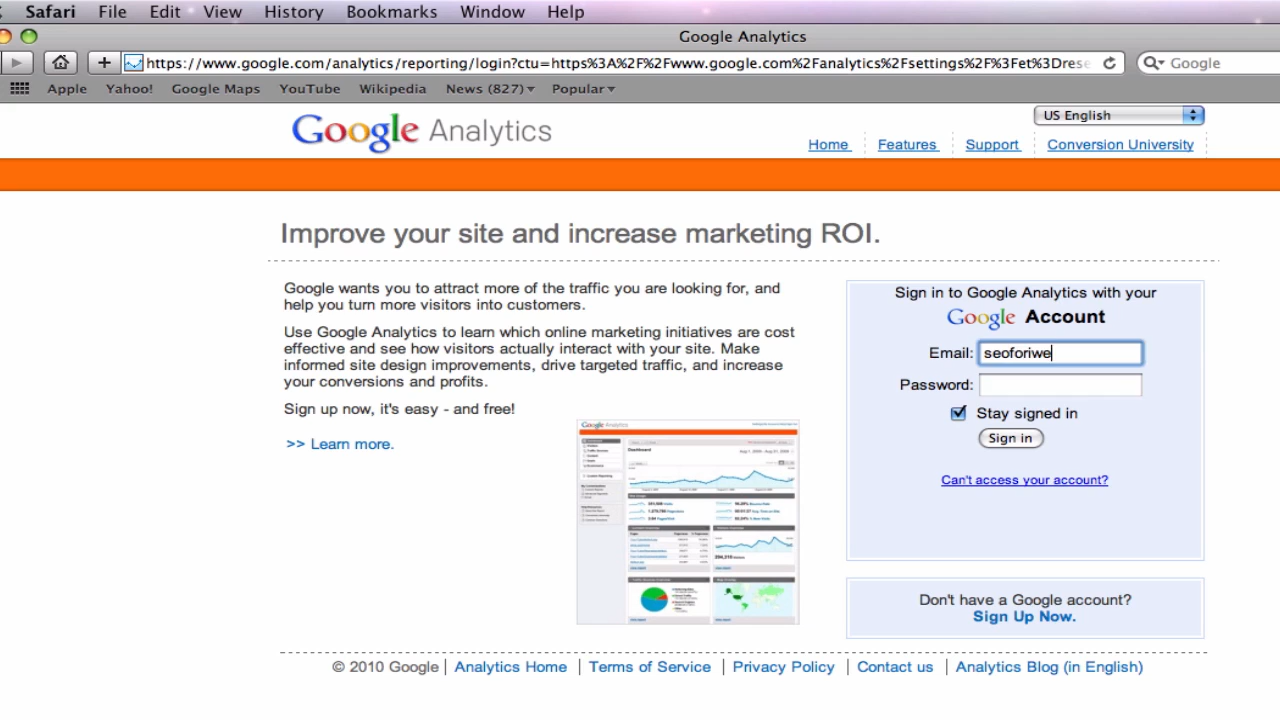 Safari File Edit View History Bookmarks Window Help
Google Analytics
https://www.google.com/analytics/reporting/login?ctu=https%3A%2F%2Fwww.google.com%2Fanalytics%2Fsettings%2F%3Fet%3Drese
Google
Apple Yahoo! Google Maps YouTube Wikipedia News (827) Popular
Google Analytics
US English
Home Features Support Conversion University
Improve your site and increase marketing ROI.
Google wants you to attract more of the traffic you are looking for, and
help you turn more visitors into customers.
Use Google Analytics to learn which online marketing initiatives are cost
effective and see how visitors actually interact with your site. Make
informed site design improvements, drive targeted traffic, and increase
your conversions and profits.
Sign up now, it's easy - and free!
>> Learn more.
Google Analytics
Dashboard
Sign in to Google Analytics with your
Google Account
Email: seoforiwe
Password:
Stay signed in
Sign in
Can't access your account?
Don't have a Google account?
Sign Up Now.
© 2010 Google | Analytics Home | Terms of Service | Privacy Policy | Contact us | Analytics Blog (in English)